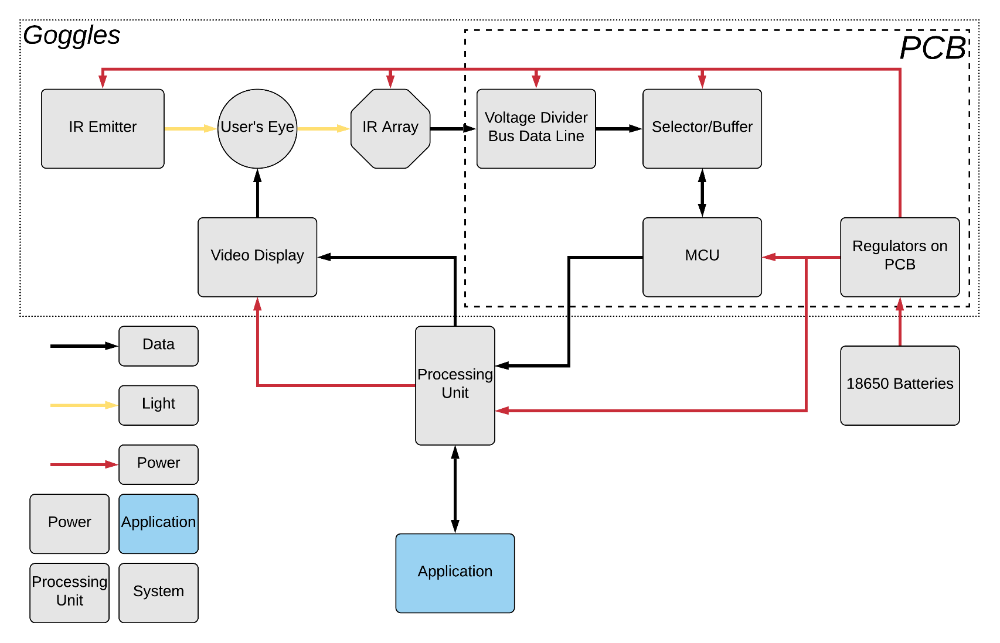 Goggles
PCB
IR Emitter
User's Eye
IR Array
Voltage Divider
Bus Data Line
Selector/Buffer
Video Display
MCU
Regulators on
PCB
Data
Processing
Unit
18650 Batteries
Light
Power
Power
Application
Application
Processing
Unit
System